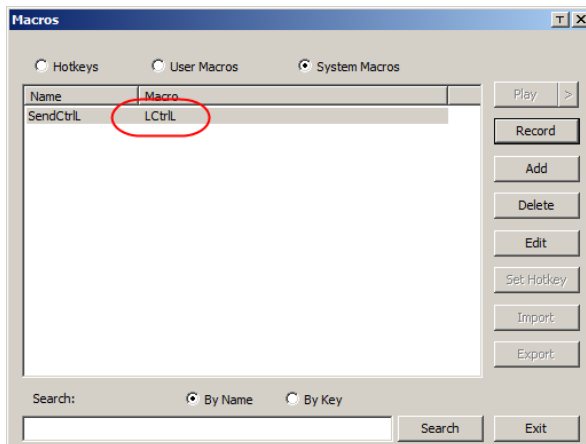 Macros
Hotkeys User Macros System Macros
Name Macro
SendCtrlL LCtrlL
Play >
Record
Add
Delete
Edit
Set Hotkey
Import
Export
Search: By Name By Key
Search Exit